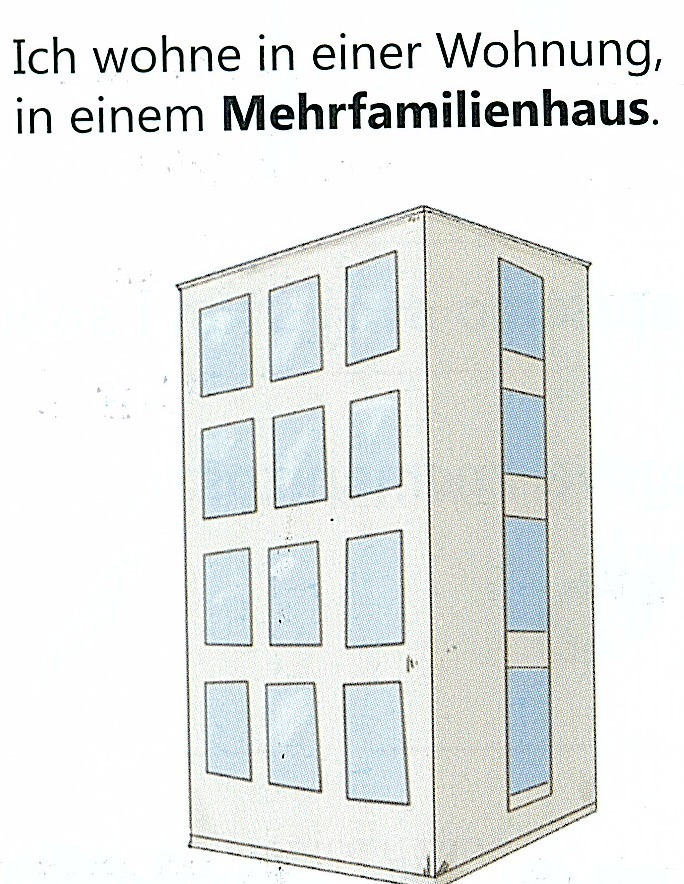 Ich wohne in einer Wohnung,
in einem Mehrfamilienhaus.